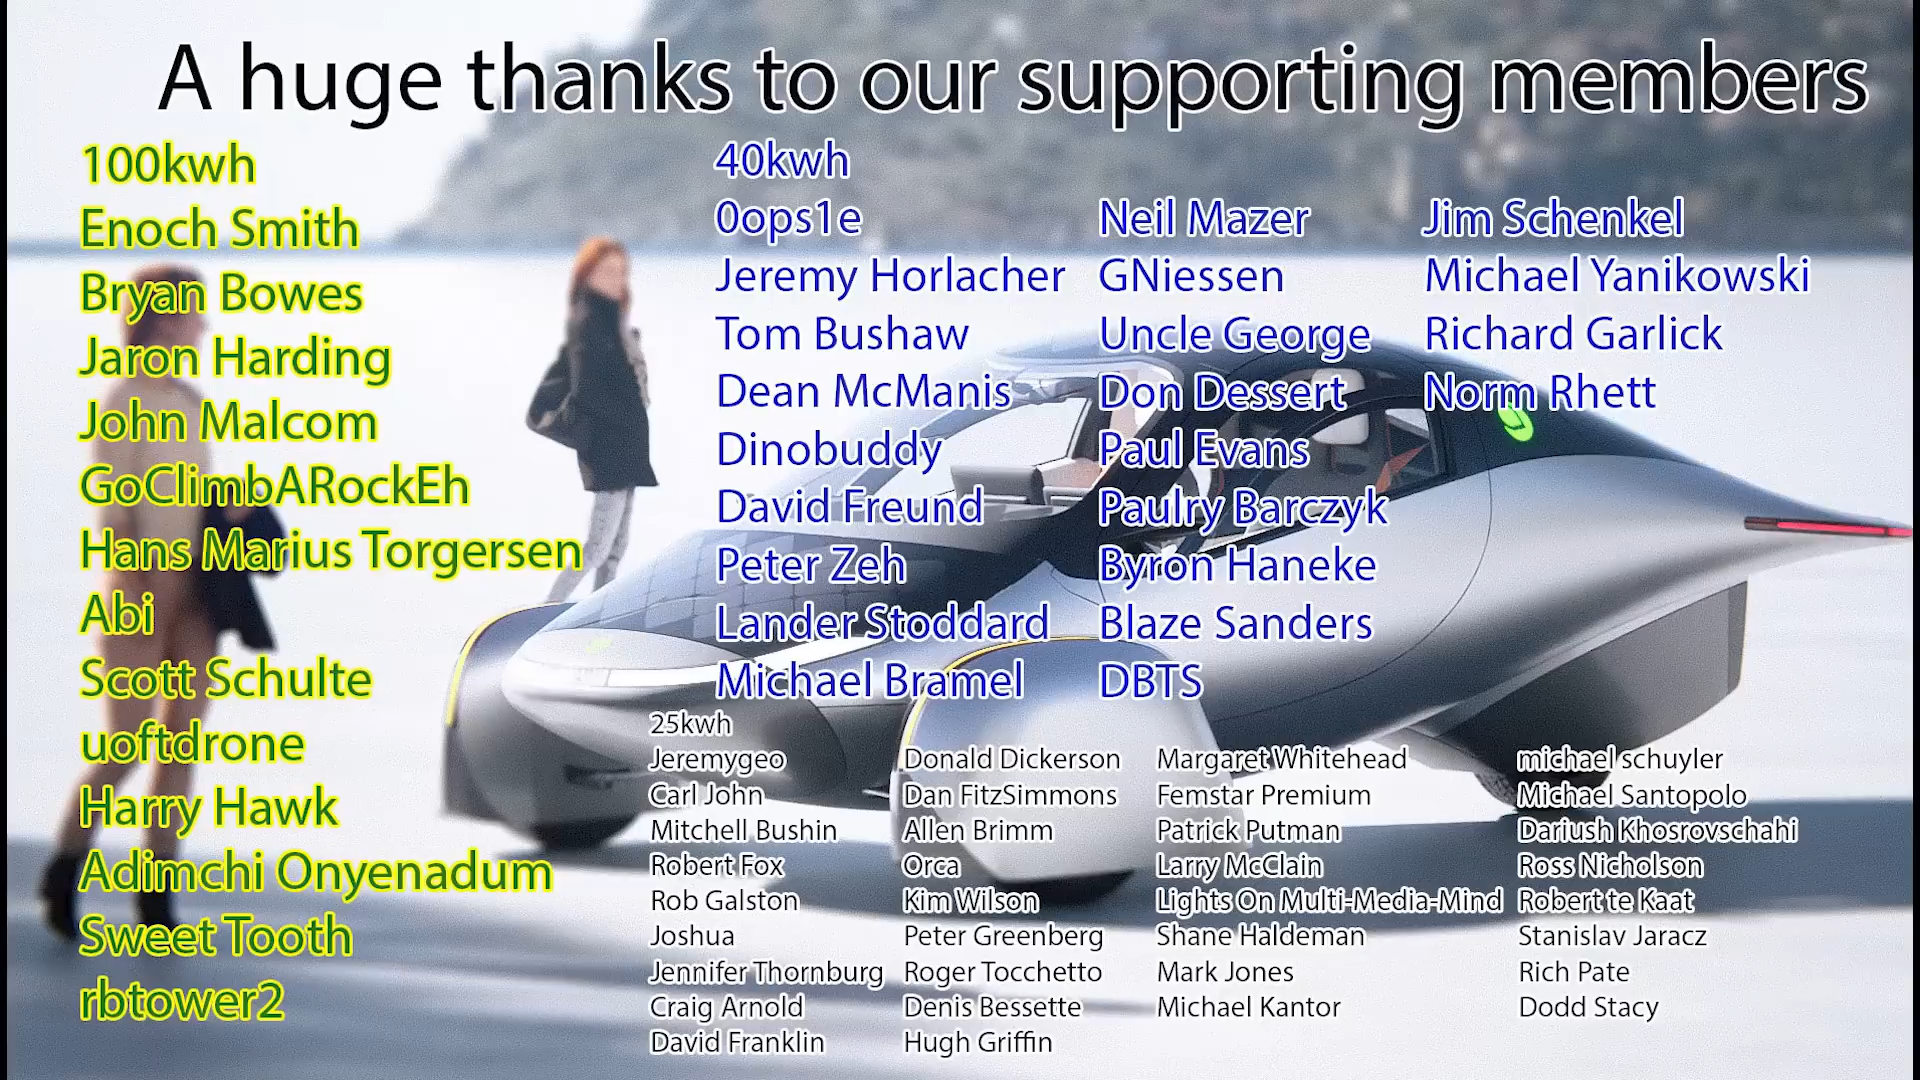 A huge thanks to our supporting members
100kwh
Enoch Smith
Bryan Bowes
Jaron Harding
John Malcom
GoClimbARockEh
Hans Marius Torgersen
Abi
Scott Schulte
uoftdrone
Harry Hawk
Adimchi Onyenadum
Sweet Tooth
rbtower2
40kwh
0ops1e
Jeremy Horlacher
Tom Bushaw
Dean McManis
Dinobuddy
David Freund
Peter Zeh
Lander Stoddard
Michael Bramel
Neil Mazer
GNiessen
Uncle George
Don Dessert
Paul Evans
Paulry Barczyk
Byron Haneke
Blaze Sanders
DBTS
Jim Schenkel
Michael Yanikowski
Richard Garlick
Norm Rhett
25kwh
Jeremygeo
Carl John
Mitchell Bushin
Robert Fox
Rob Galston
Joshua
Jennifer Thornburg
Craig Arnold
David Franklin
Donald Dickerson
Dan FitzSimmons
Allen Brimm
Orca
Kim Wilson
Peter Greenberg
Roger Tocchetto
Denis Bessette
Hugh Griffin
Margaret Whitehead
Femstar Premium
Patrick Putman
Larry McClain
Lights On Multi-Media-Mind
Shane Haldeman
Mark Jones
Michael Kantor
michael schuyler
Michael Santopolo
Dariush Khosrovschahi
Ross Nicholson
Robert te Kaat
Stanislav Jaracz
Rich Pate
Dodd Stacy